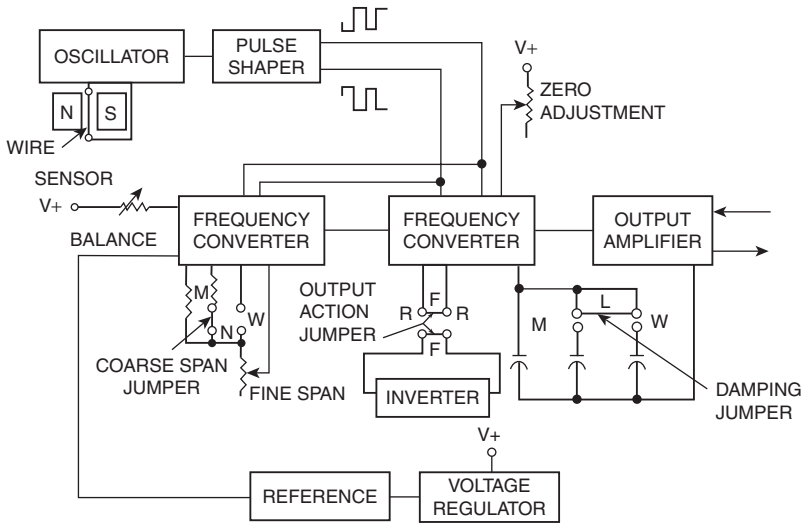 OSCILLATOR
PULSE
SHAPER
V+
ZERO
ADJUSTMENT
N
S
WIRE
SENSOR
V+
BALANCE
FREQUENCY
CONVERTER
FREQUENCY
CONVERTER
OUTPUT
AMPLIFIER
M
W
N
COARSE SPAN
JUMPER
FINE SPAN
OUTPUT
ACTION
JUMPER
R
F
R
F
INVERTER
M
L
W
DAMPING
JUMPER
V+
REFERENCE
VOLTAGE
REGULATOR